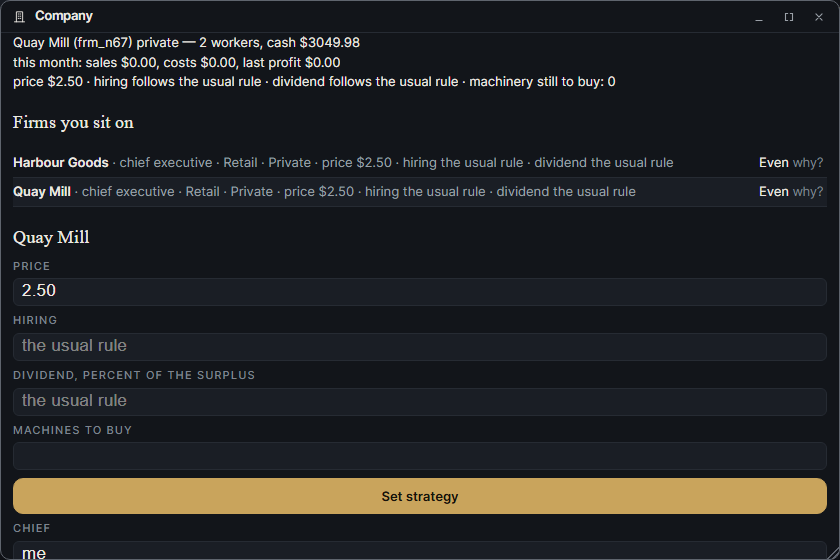 Company
Quay Mill (frm_n67) private — 2 workers, cash $3049.98
this month: sales $0.00, costs $0.00, last profit $0.00
price $2.50 · hiring follows the usual rule · dividend follows the usual rule · machinery still to buy: 0
Firms you sit on
Harbour Goods · chief executive · Retail · Private · price $2.50 · hiring the usual rule · dividend the usual rule Even why?
Quay Mill · chief executive · Retail · Private · price $2.50 · hiring the usual rule · dividend the usual rule Even why?
Quay Mill
PRICE
2.50
HIRING
the usual rule
DIVIDEND, PERCENT OF THE SURPLUS
the usual rule
MACHINES TO BUY
Set strategy
CHIEF
me